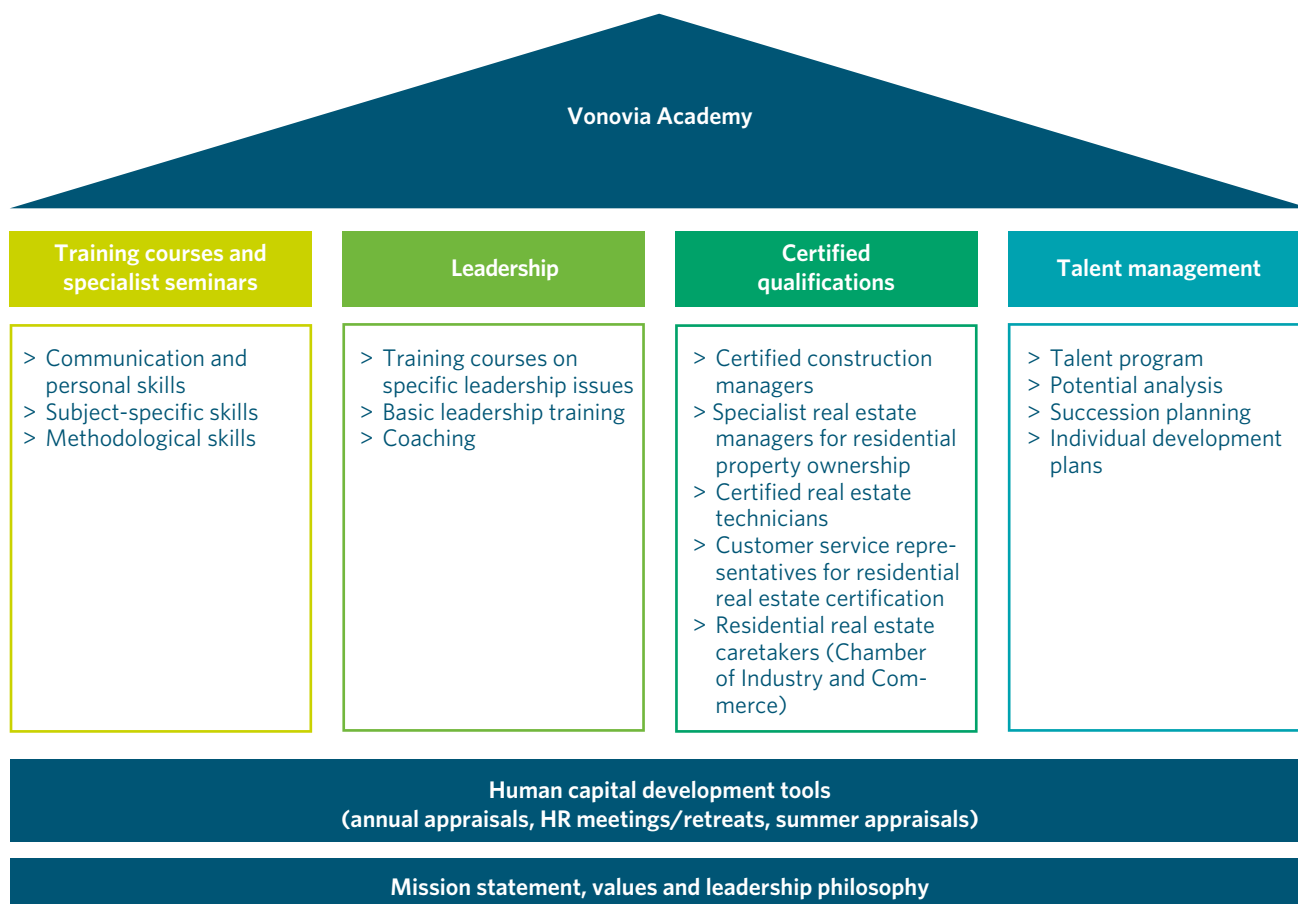 Vonovia Academy
Training courses and
specialist seminars
> Communication and
personal skills
> Subject-specific skills
> Methodological skills
Leadership
> Training courses on
specific leadership issues
> Basic leadership training
> Coaching
Certified
qualifications
> Certified construction
managers
> Specialist real estate
managers for residential
property ownership
> Certified real estate
technicians
> Customer service repre-
sentatives for residential
real estate certification
> Residential real estate
caretakers (Chamber
of Industry and Com-
merce)
Talent management
> Talent program
> Potential analysis
> Succession planning
> Individual development
plans
Human capital development tools
(annual appraisals, HR meetings/retreats, summer appraisals)
Mission statement, values and leadership philosophy